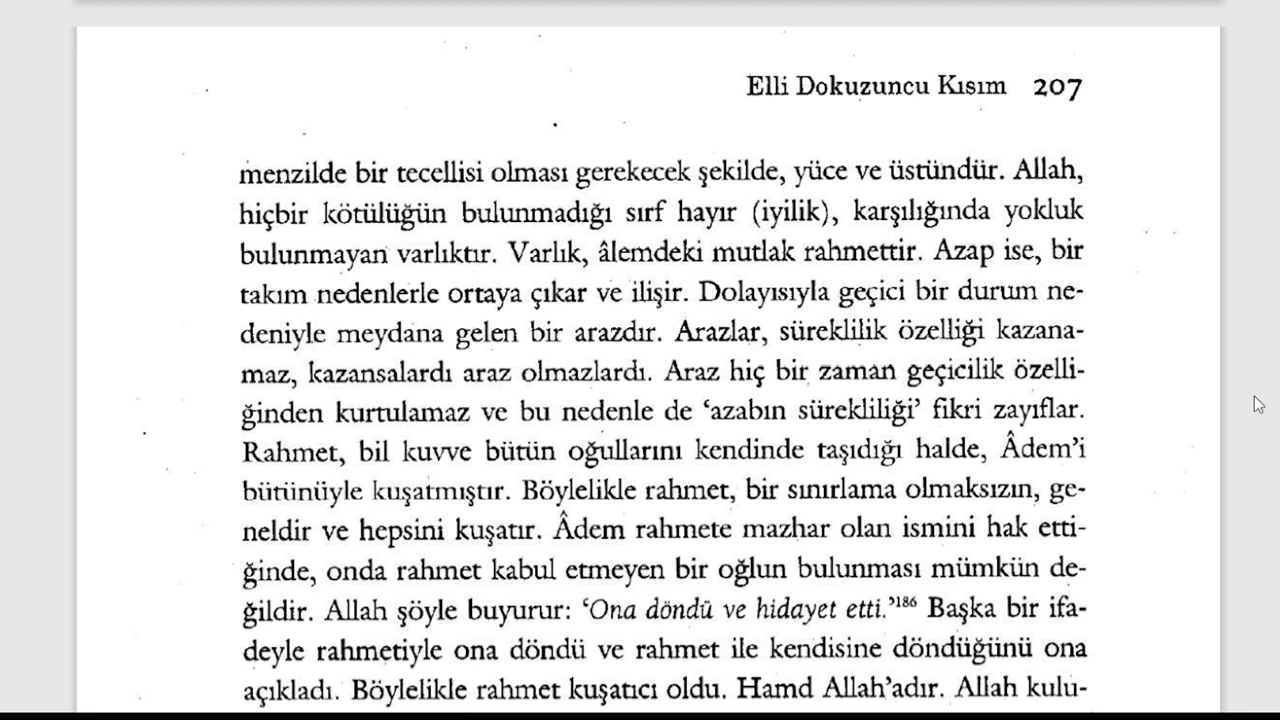 Elli Dokuzuncu Kısım 207
menzilde bir tecellisi olması gerekecek şekilde, yüce ve üstündür. Allah,
hiçbir kötülüğün bulunmadığı sırf hayır (iyilik), karşılığında yokluk
bulunmayan varlıktır. Varlık, âlemdeki mutlak rahmettir. Azap ise, bir
takım nedenlerle ortaya çıkar ve ilişir. Dolayısıyla geçici bir durum ne-
deniyle meydana gelen bir arazdır. Arazlar, süreklilik özelliği kazana-
maz, kazansalardı araz olmazlardı. Araz hiç bir zaman geçicilik özelli-
ğinden kurtulamaz ve bu nedenle de ‘azabın sürekliliği’ fikri zayıflar.
Rahmet, bil kuvve bütün oğullarını kendinde taşıdığı halde, Âdem’i
bütünüyle kuşatmıştır. Böylelikle rahmet, bir sınırlama olmaksızın, ge-
neldir ve hepsini kuşatır. Âdem rahmete mazhar olan ismini hak etti-
ğinde, onda rahmet kabul etmeyen bir oğlun bulunması mümkün de-
ğildir. Allah şöyle buyurur: ‘Ona döndü ve hidayet etti.’186 Başka bir ifa-
deyle rahmetiyle ona döndü ve rahmet ile kendisine döndüğünü ona
açıkladı. Böylelikle rahmet kuşatıcı oldu. Hamd Allah’adır. Allah kulu-